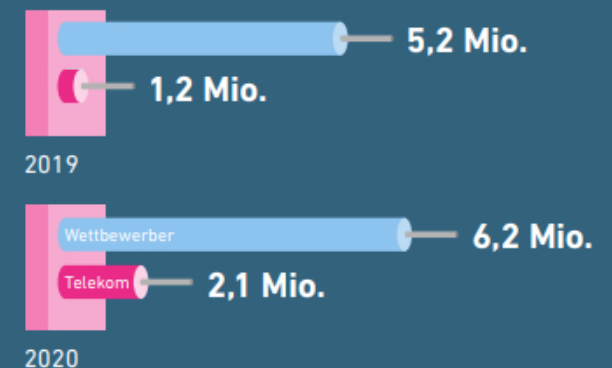 5,2 Mio.
1,2 Mio.
2019
Wettbewerber
6,2 Mio.
Telekom
2,1 Mio.
2020